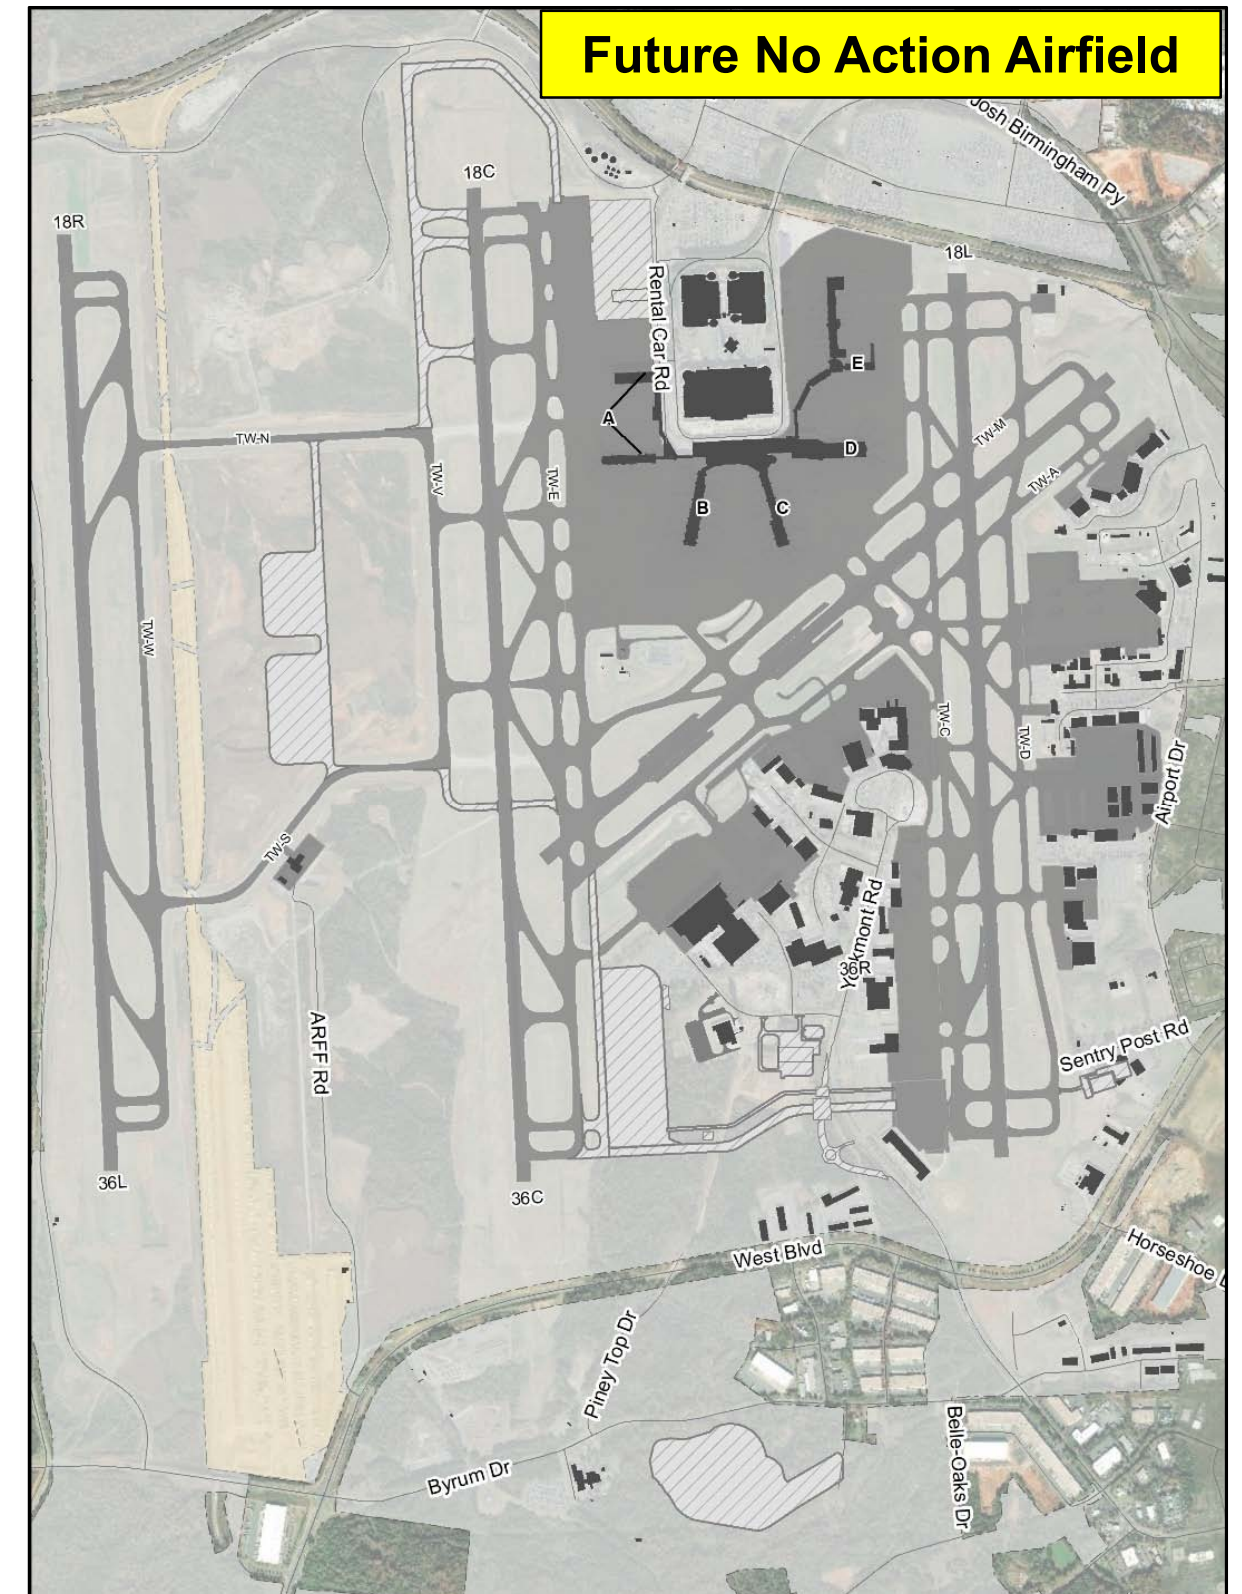 Future No Action Airfield
Josh Birmingham Py
18C
18R
18L
Rental Car Rd
E
A
TW-M
TW-N
D
TW-V
TW-E
TW-A
B
C
TW-W
TW-C
TW-D
Airport Dr
TW-S
Yorkmont Rd
36R
ARFF Rd
Sentry Post Rd
36L
36C
West Blvd
Horseshoe
Piney Top Dr
Belle-Oaks Dr
Byrum Dr